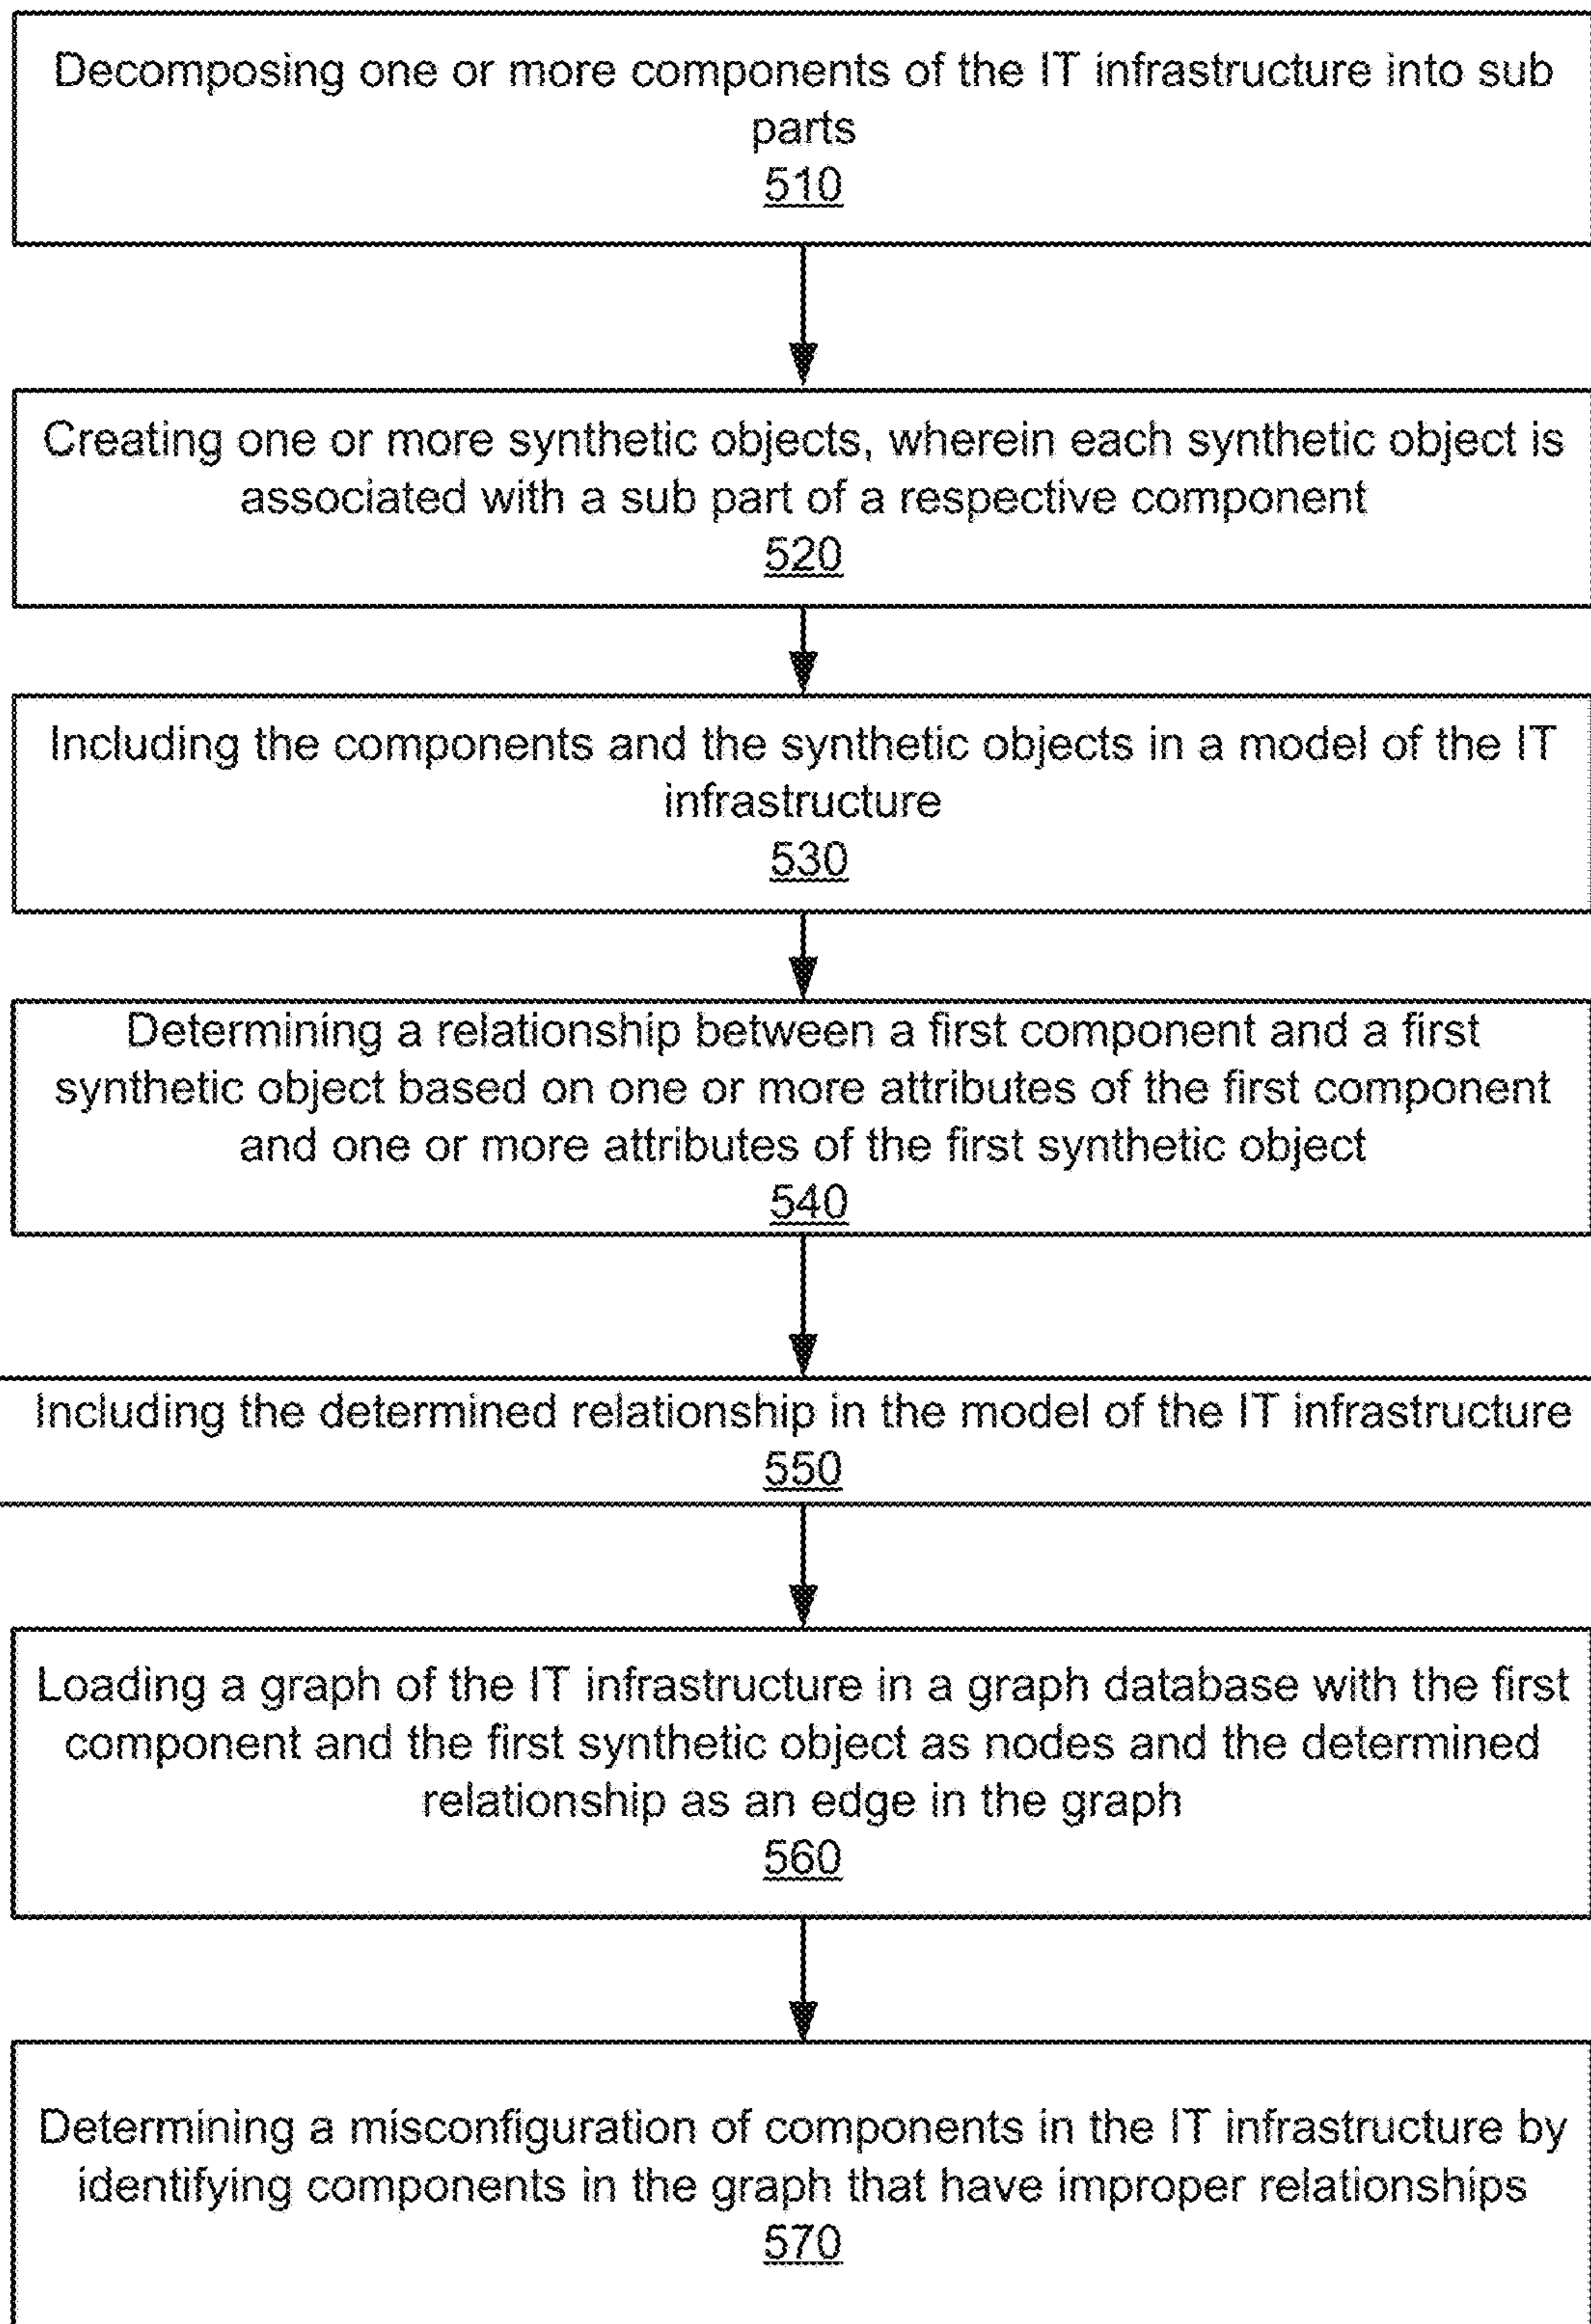 Decomposing one or more components of the IT infrastructure into sub
parts
510
Creating one or more synthetic objects, wherein each synthetic object is
associated with a sub part of a respective component
520
Including the components and the synthetic objects in a model of the IT
infrastructure
530
Determining a relationship between a first component and a first
synthetic object based on one or more attributes of the first component
and one or more attributes of the first synthetic object
540
Including the determined relationship in the model of the IT infrastructure
550
Loading a graph of the IT infrastructure in a graph database with the first
component and the first synthetic object as nodes and the determined
relationship as an edge in the graph
560
Determining a misconfiguration of components in the IT infrastructure by
identifying components in the graph that have improper relationships
570